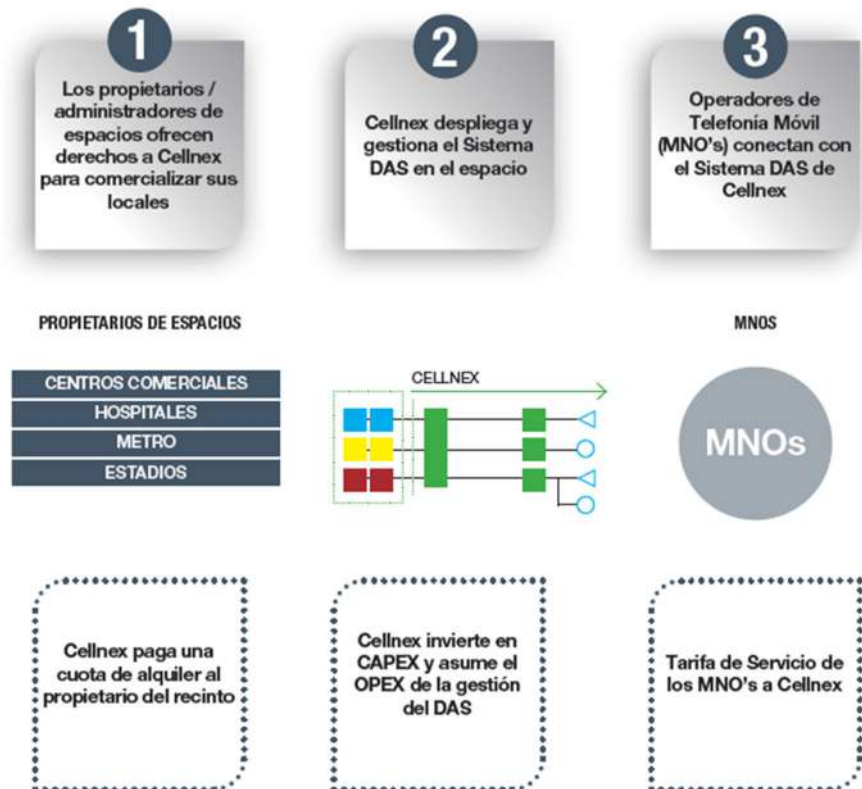 1
Los propietarios /
administradores de
espacios ofrecen
derechos a Cellnex
para comercializar sus
locales
2
Cellnex despliega y
gestiona el Sistema
DAS en el espacio
3
Operadores de
Telefonía Móvil
(MNO's) conectan con
el Sistema DAS de
Cellnex
PROPIETARIOS DE ESPACIOS
CENTROS COMERCIALES
HOSPITALES
METRO
ESTADIOS
CELLNEX
MNOS
MNOs
Cellnex paga una
cuota de alquiler al
propietario del recinto
Cellnex invierte en
CAPEX y asume el
OPEX de la gestión
del DAS
Tarifa de Servicio de
los MNO's a Cellnex